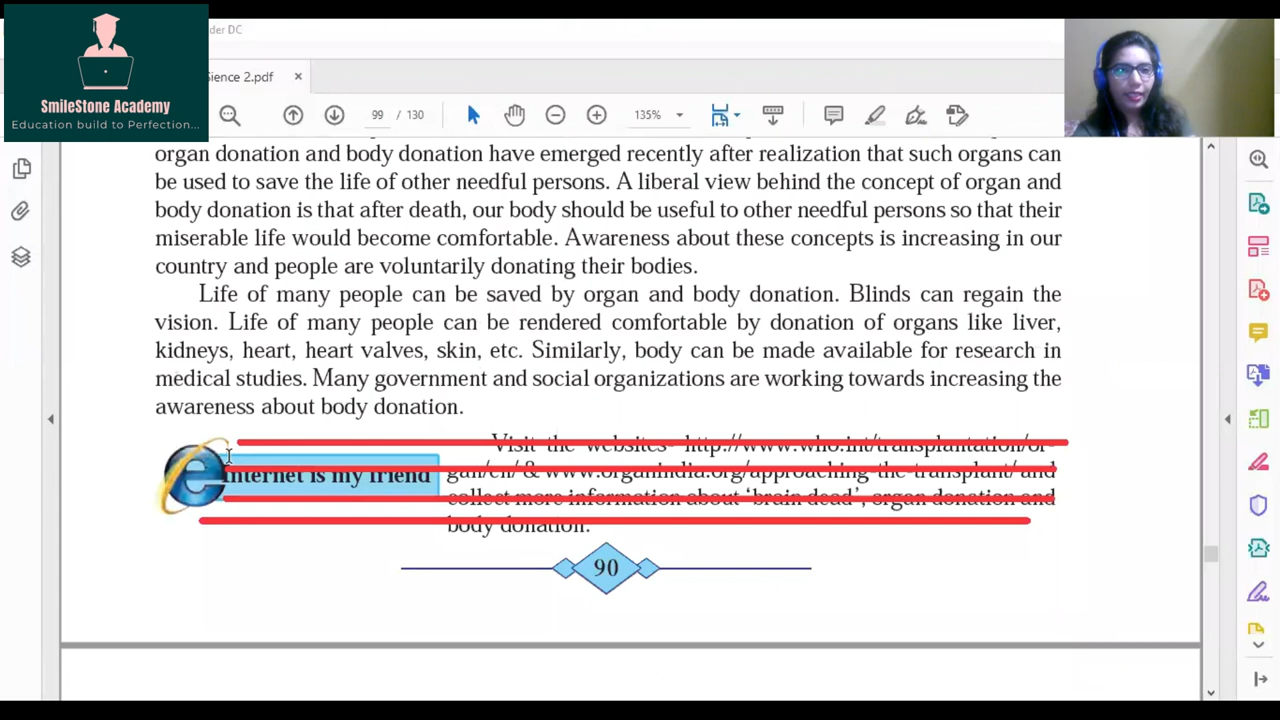 der DC
SmileStone Academy
Education build to Perfection...
ience 2.pdf
99 / 130
135%
organ donation and body donation have emerged recently after realization that such organs can
be used to save the life of other needful persons. A liberal view behind the concept of organ and
body donation is that after death, our body should be useful to other needful persons so that their
miserable life would become comfortable. Awareness about these concepts is increasing in our
country and people are voluntarily donating their bodies.
Life of many people can be saved by organ and body donation. Blinds can regain the
vision. Life of many people can be rendered comfortable by donation of organs like liver,
kidneys, heart, heart valves, skin, etc. Similarly, body can be made available for research in
medical studies. Many government and social organizations are working towards increasing the
awareness about body donation.
Internet is my friend
Visit the websites- http://www.who.int/transplantation/or-
gan/en/ & www.organindia.org/approaching-the-transplant/ and
collect more information about ‘brain dead’, organ donation and
body donation.
90